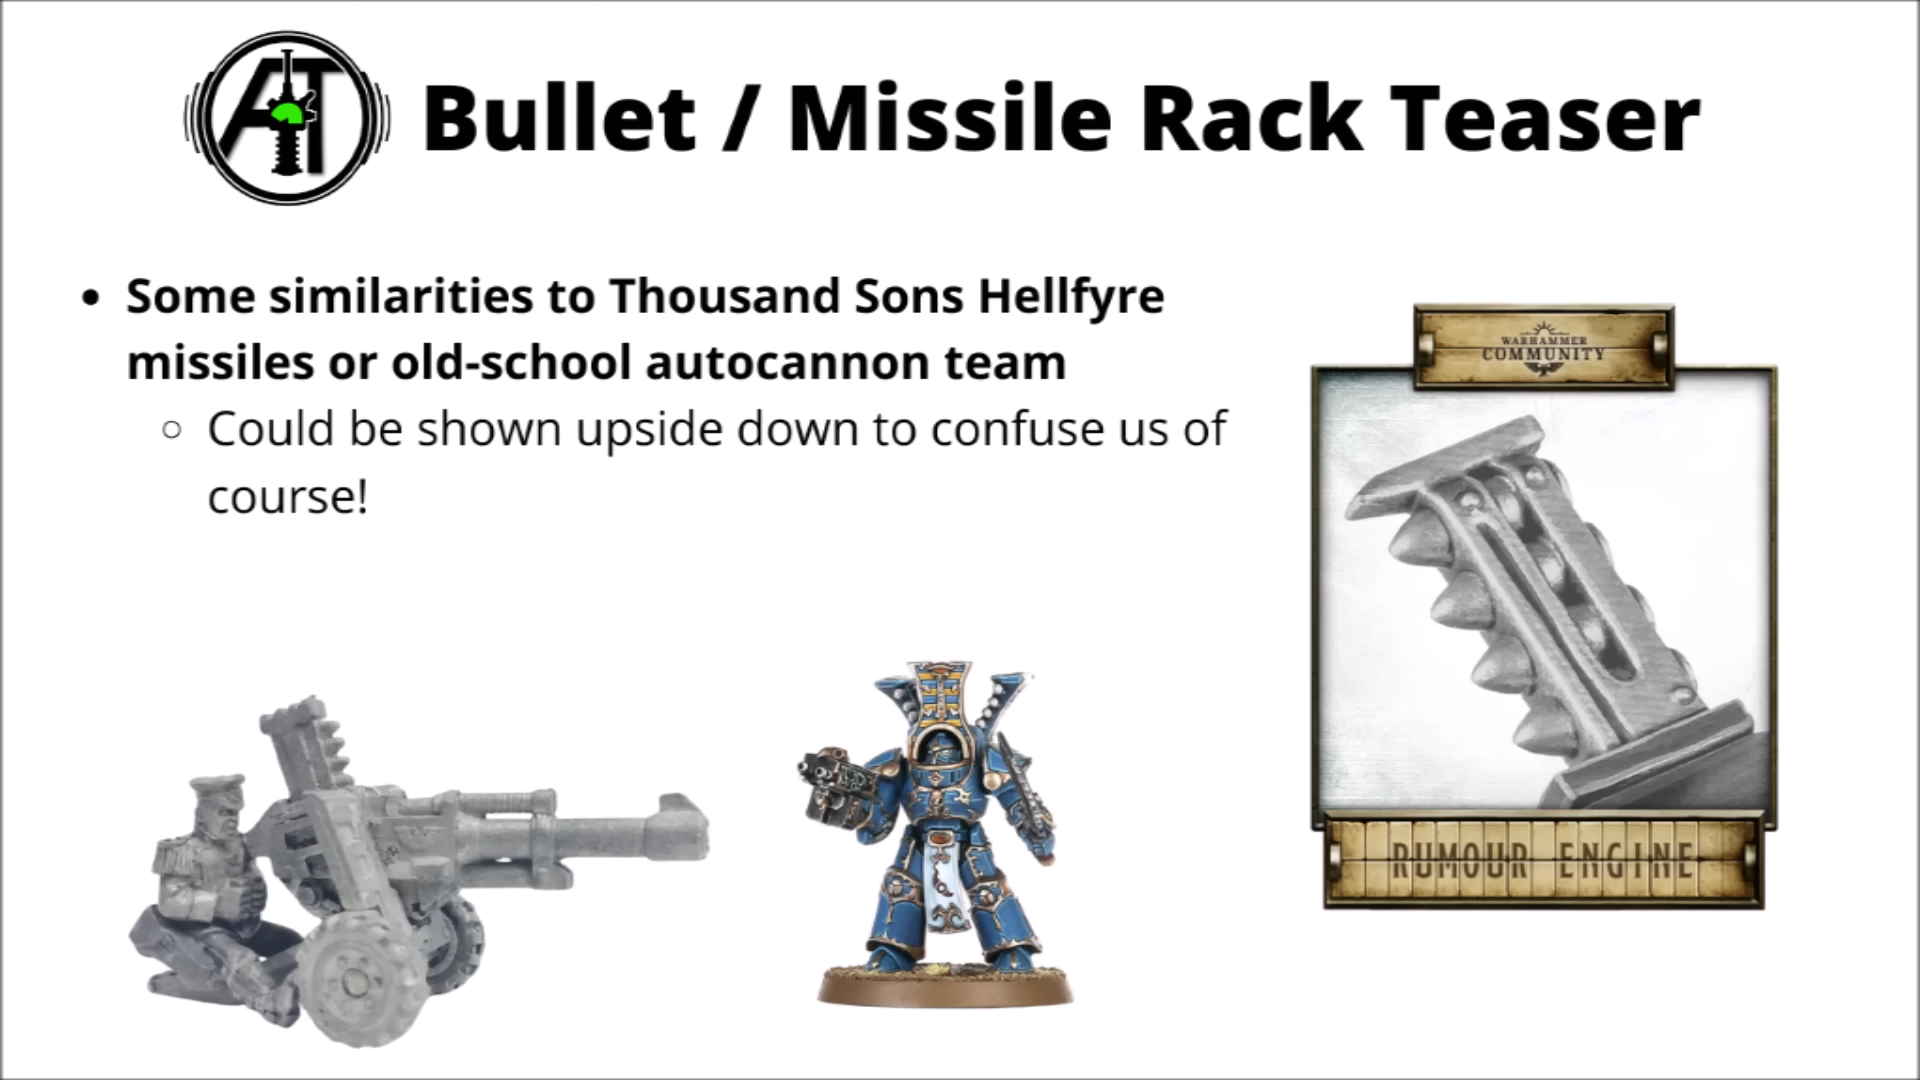 AT
Bullet / Missile Rack Teaser
Some similarities to Thousand Sons Hellfyre
missiles or old-school autocannon team
Could be shown upside down to confuse us of
course!
WARHAMMER
COMMUNITY
RUMOUR ENGINE